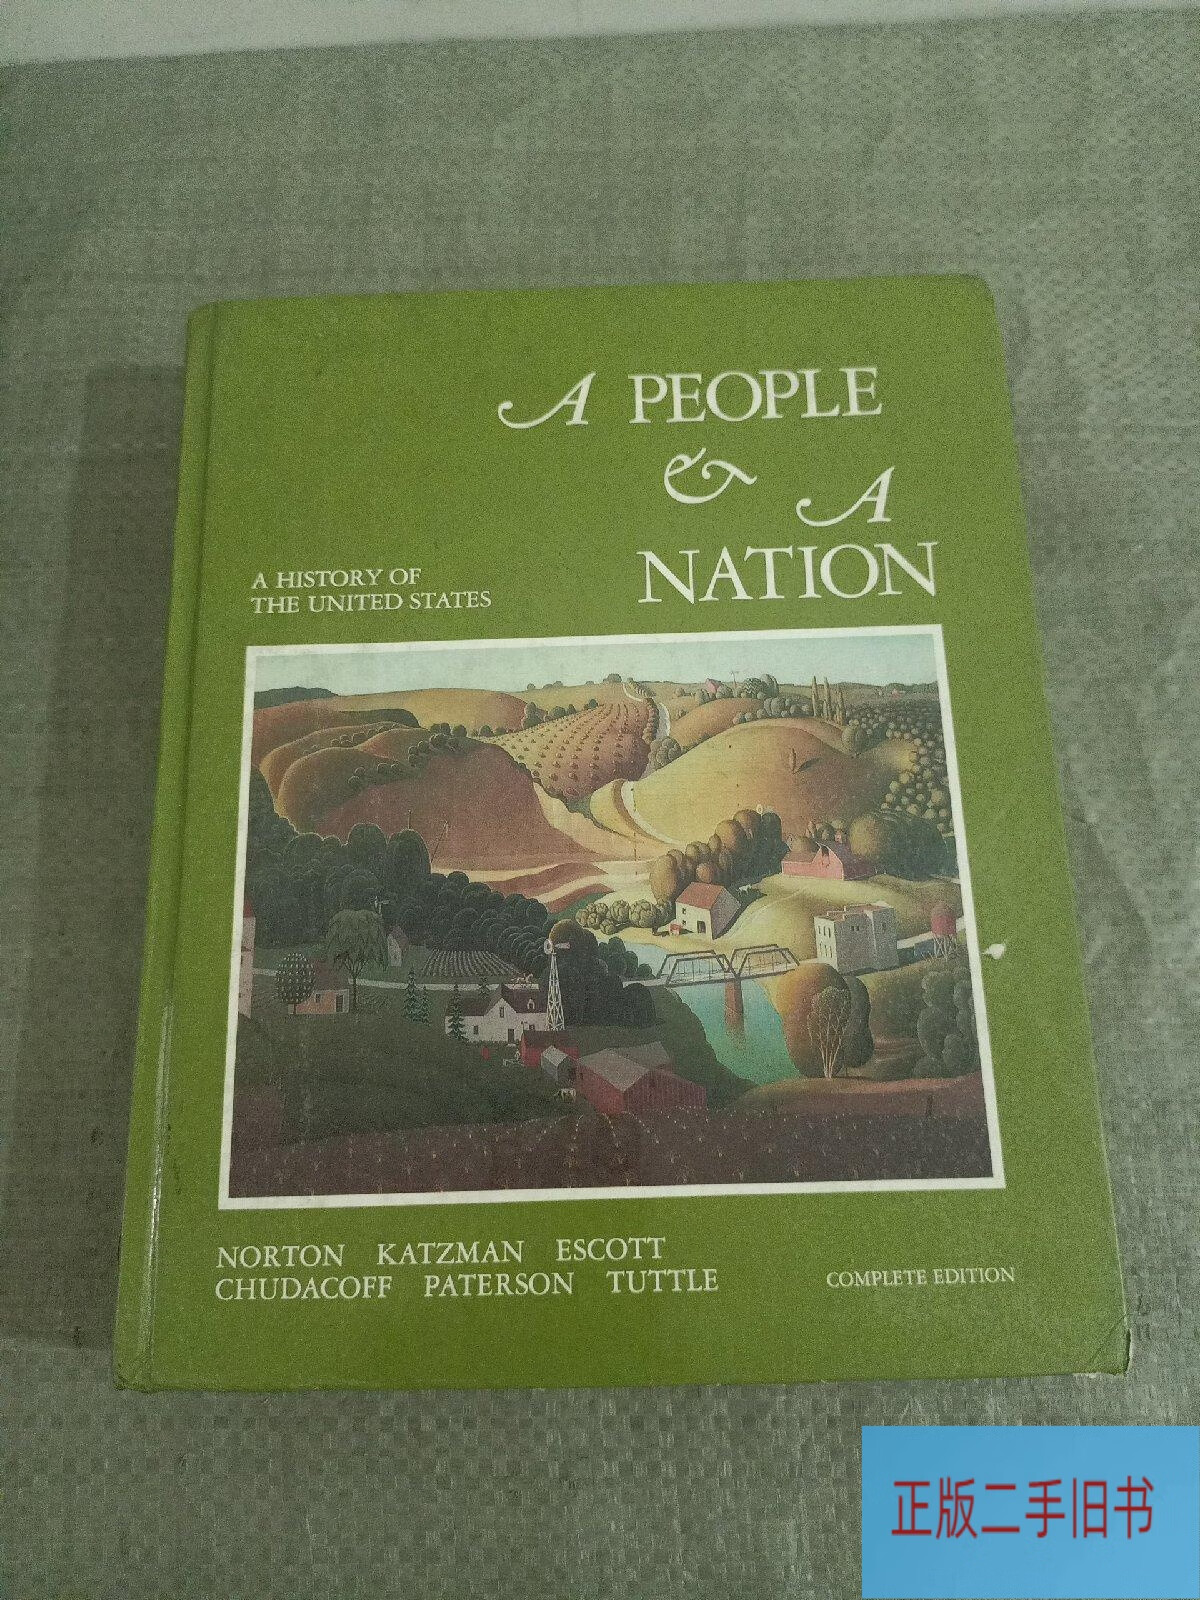 A PEOPLE
& A
NATION
A HISTORY OF
THE UNITED STATES
NORTON KATZMAN ESCOTT
CHUDACOFF PATERSON TUTTLE
COMPLETE EDITION
正版二手旧书